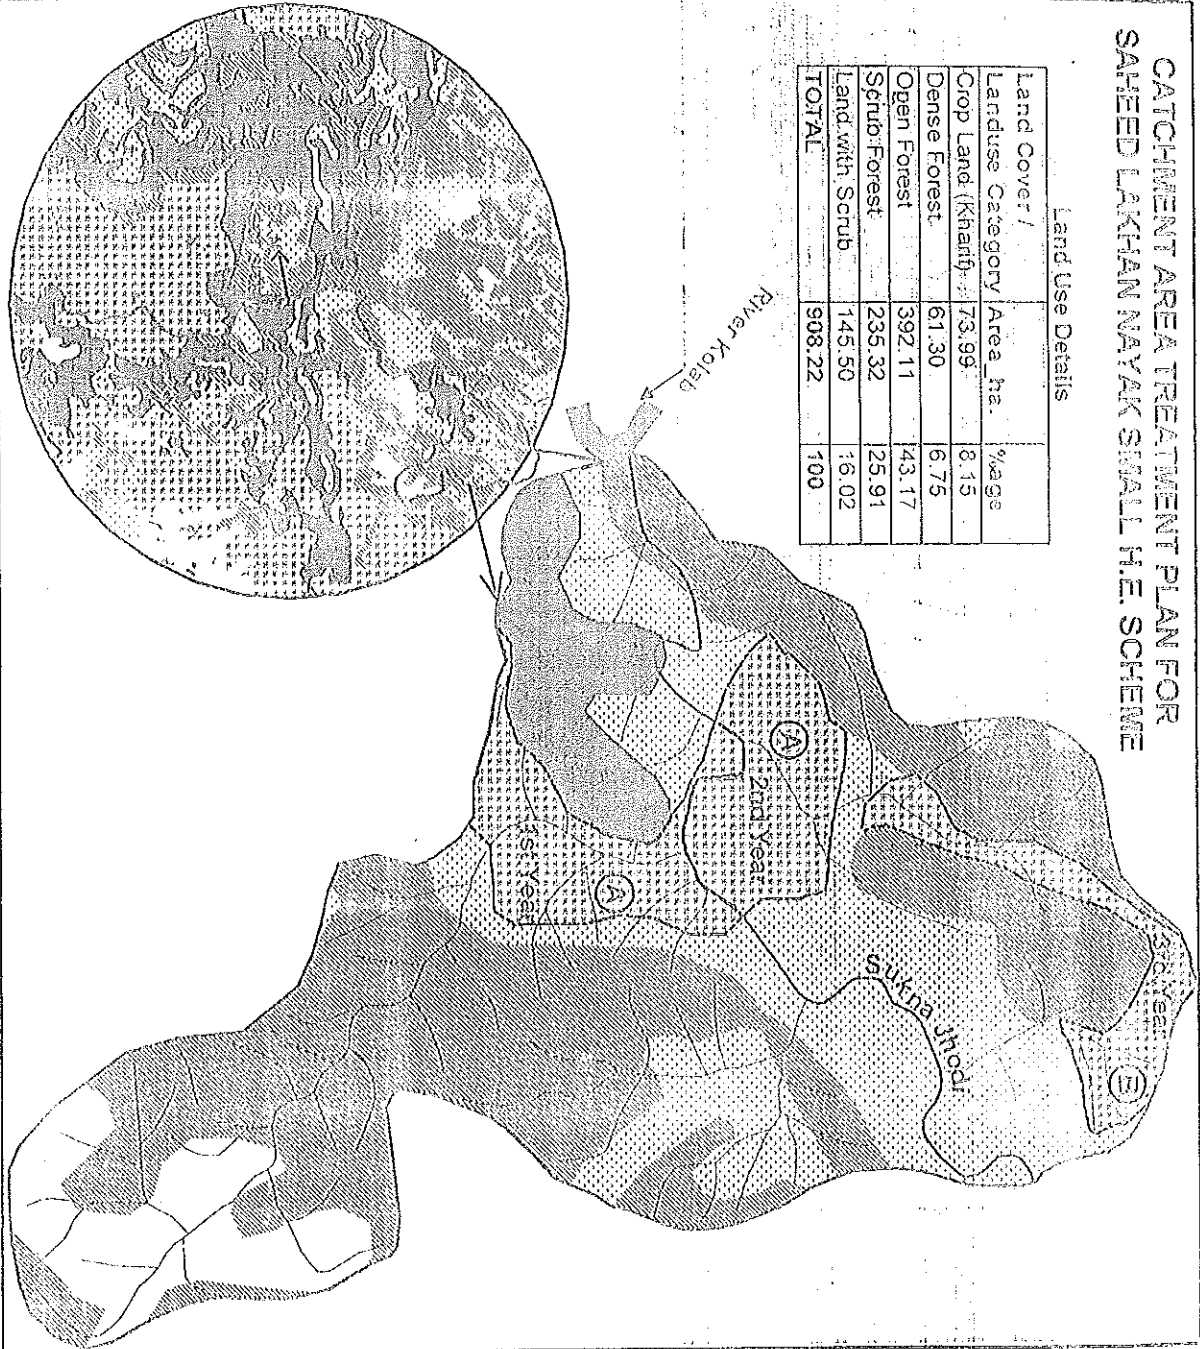 CATCHMENT AREA TREATMENT PLAN FOR
SAHEED LAKHAN NAYAK SMALL H.E. SCHEME
Land Use Details
Land Cover /
Landuse Category Area_ha. %age
Crop Land (Kharif) 73.99 8.15
Dense Forest 61.30 6.75
Open Forest 392.11 43.17
Scrub Forest 235.32 25.91
Land with Scrub 145.50 16.02
TOTAL 908.22 100
River Kolab
A
2nd Year
1st Year
A
Sukna Jhodi
3rd Year
B